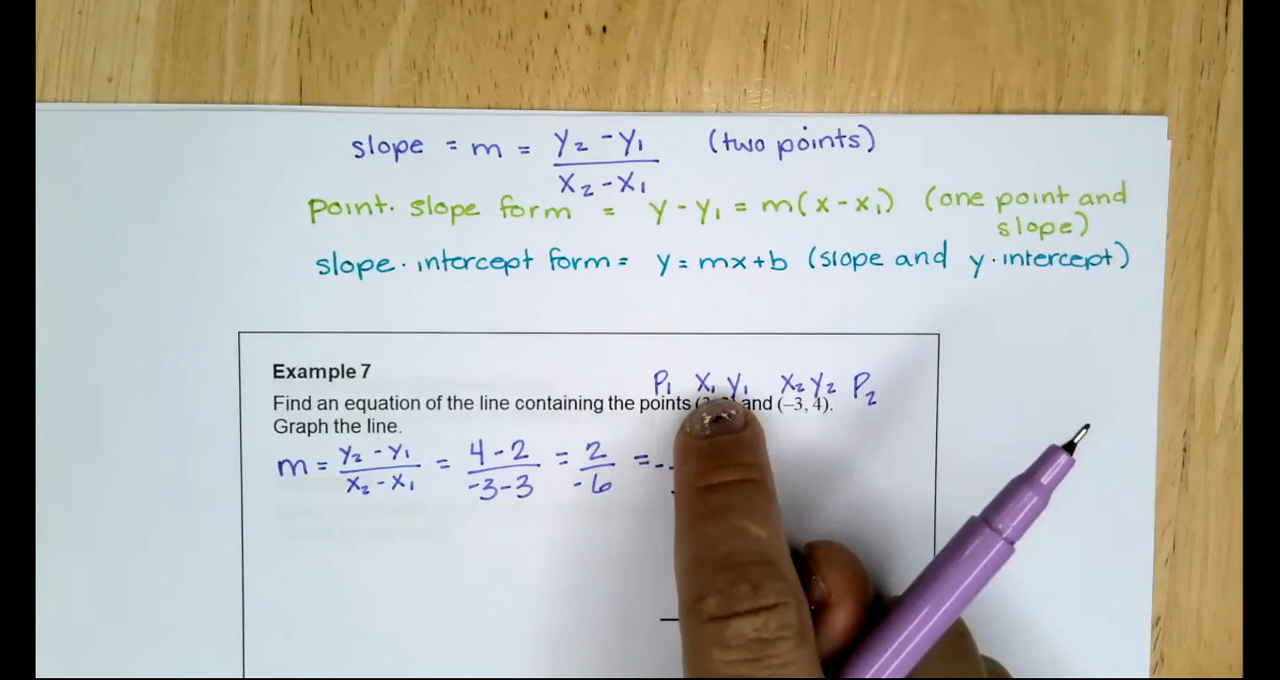 slope = m = y₂ - y₁ / x₂ - x₁ (two points)
point-slope form = y - y₁ = m(x - x₁) (one point and slope)
slope-intercept form = y = mx + b (slope and y-intercept)
Example 7
P₁ x₁ y₁ x₂ y₂ P₂
Find an equation of the line containing the points and (–3, 4).
Graph the line.
m = y₂ - y₁ / x₂ - x₁ = 4 - 2 / -3 - 3 = 2 / -6 = -